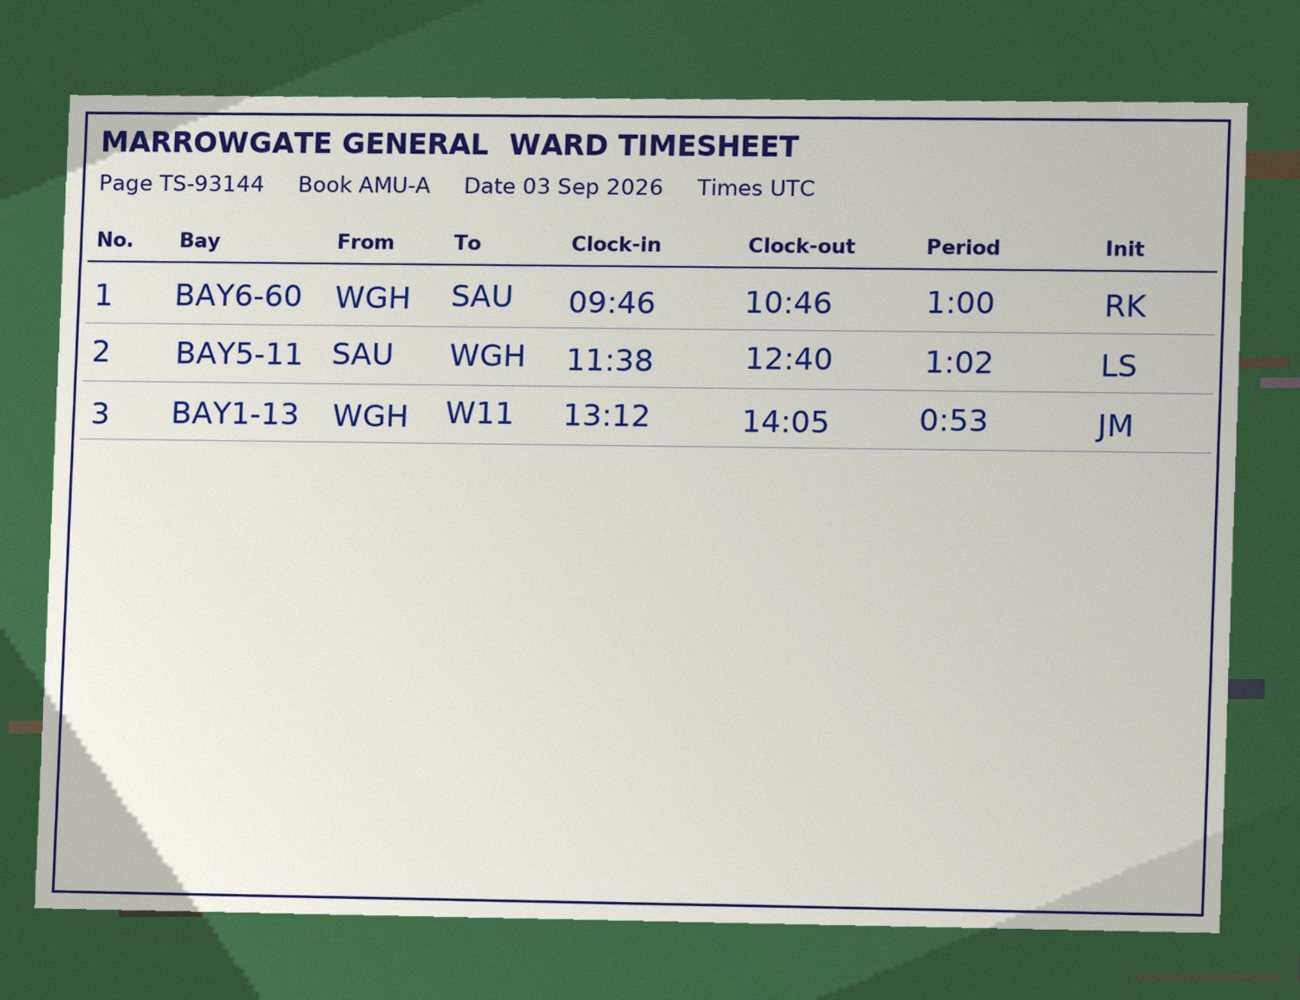 MARROWGATE GENERAL WARD TIMESHEET
Page TS-93144 Book AMU-A Date 03 Sep 2026 Times UTC
No. Bay From To Clock-in Clock-out Period Init
1 BAY6-60 WGH SAU 09:46 10:46 1:00 RK
2 BAY5-11 SAU WGH 11:38 12:40 1:02 LS
3 BAY1-13 WGH W11 13:12 14:05 0:53 JM